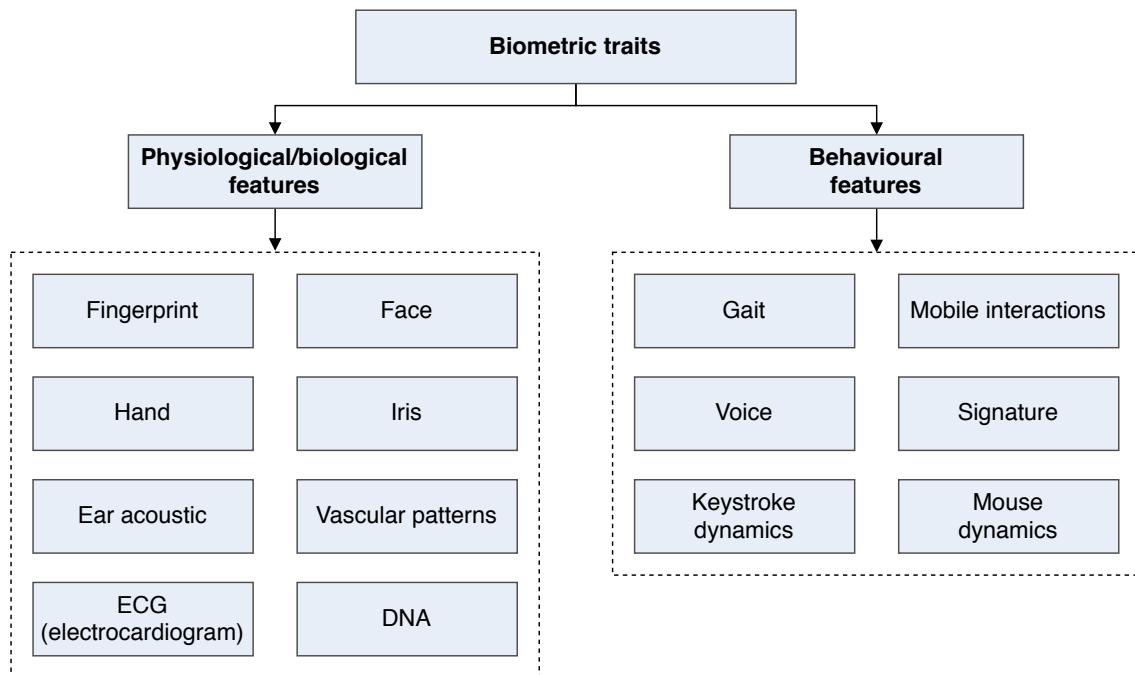 Biometric traits
Physiological/biological
features
Behavioural
features
Fingerprint
Face
Hand
Iris
Ear acoustic
Vascular patterns
ECG
(electrocardiogram)
DNA
Gait
Mobile interactions
Voice
Signature
Keystroke
dynamics
Mouse
dynamics